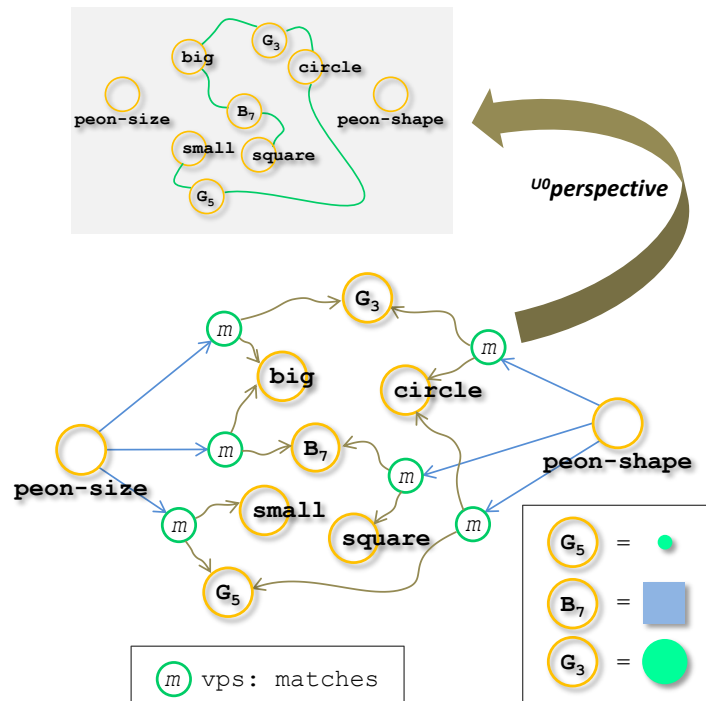 G3
big
circle
peon-size
B7
peon-shape
small
square
G5
U0perspective
G3
m
m
big
circle
m
B7
m
peon-size
peon-shape
small
m
m
square
G5
G5 =
B7 =
G3 =
m vps: matches